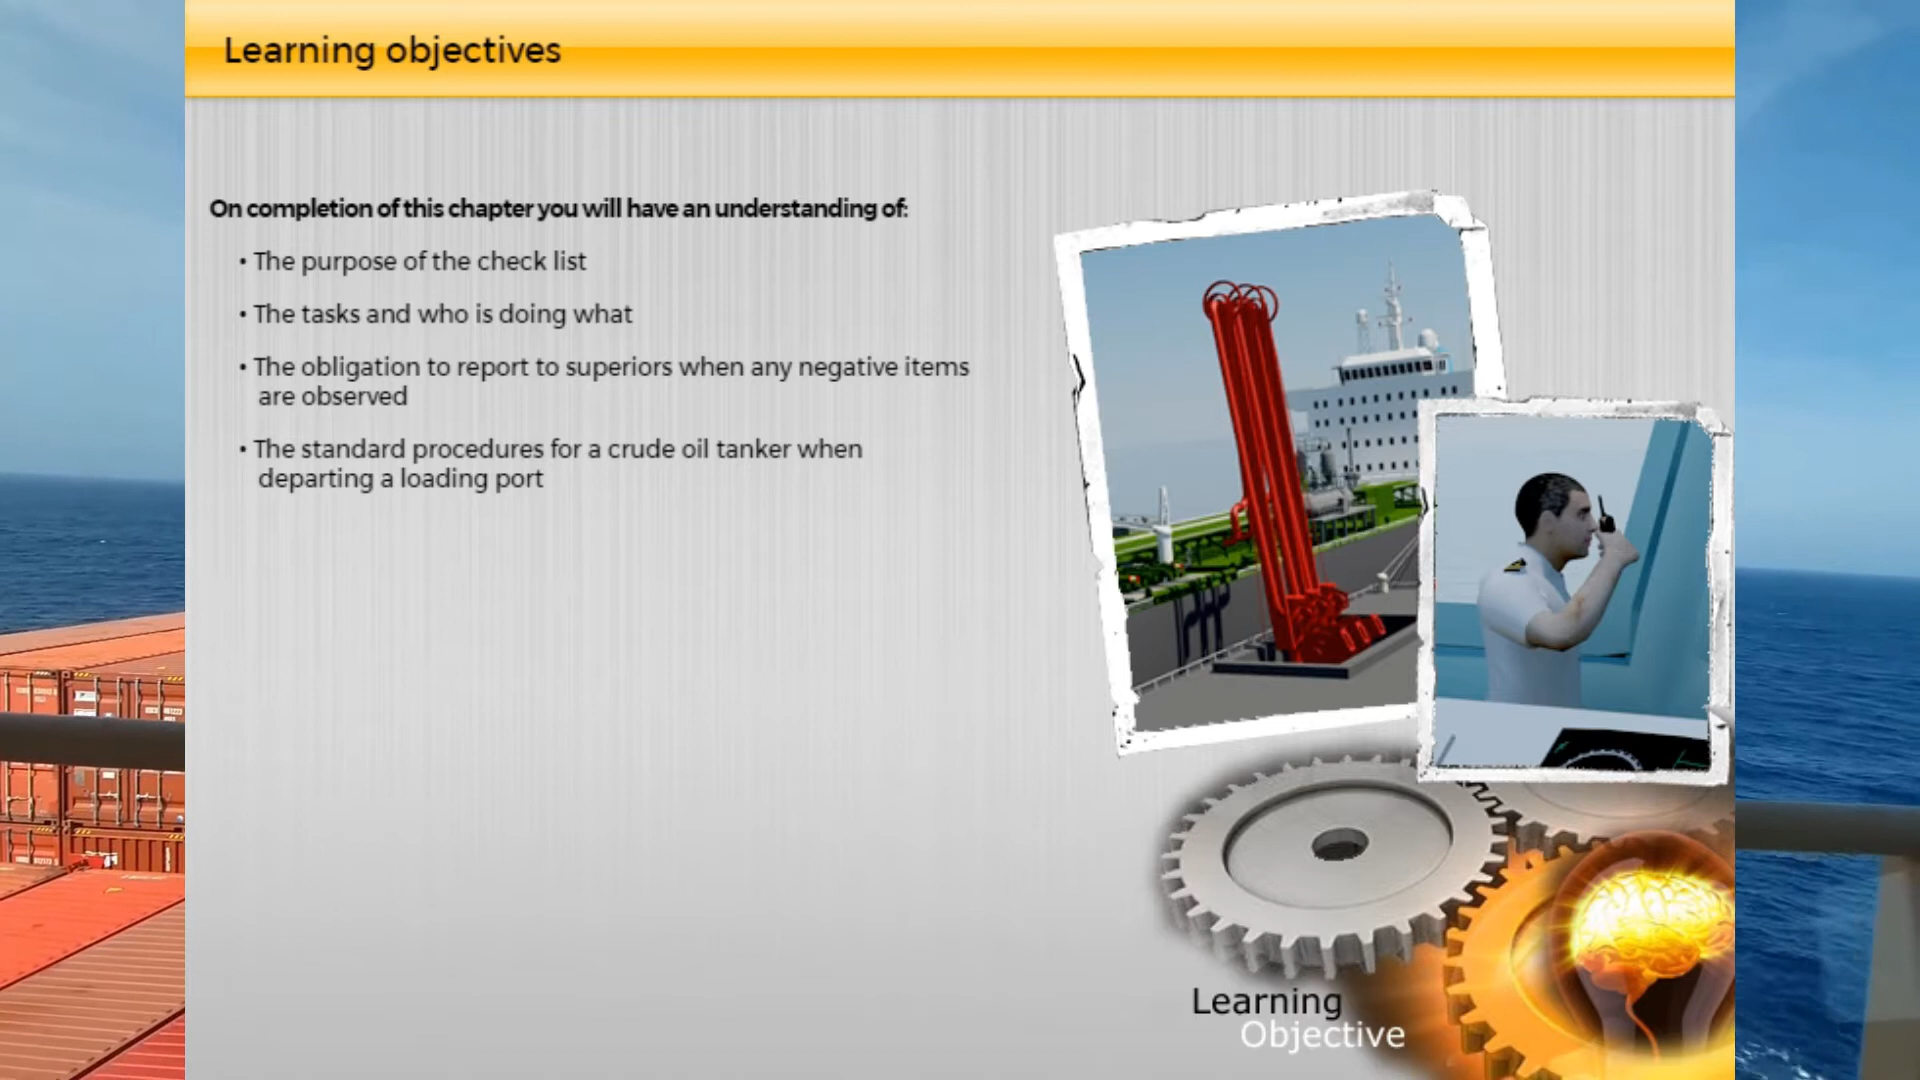 Learning objectives
On completion of this chapter you will have an understanding of:
• The purpose of the check list
• The tasks and who is doing what
• The obligation to report to superiors when any negative items
are observed
• The standard procedures for a crude oil tanker when
departing a loading port
Learning
Objective